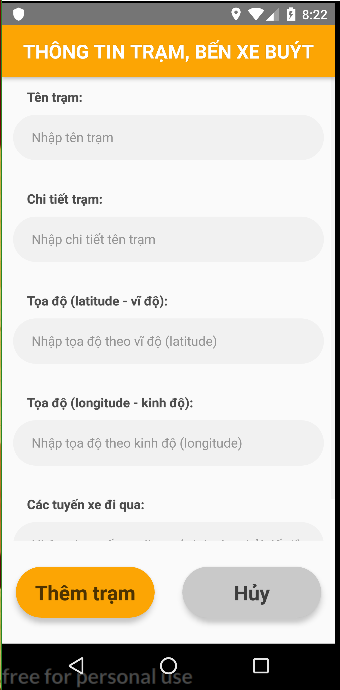 8:22
THÔNG TIN TRẠM, BẾN XE BUÝT
Tên trạm:
Nhập tên trạm
Chi tiết trạm:
Nhập chi tiết tên trạm
Tọa độ (latitude - vĩ độ):
Nhập tọa độ theo vĩ độ (latitude)
Tọa độ (longitude - kinh độ):
Nhập tọa độ theo kinh độ (longitude)
Các tuyến xe đi qua:
Thêm trạm
Hủy
free for personal use